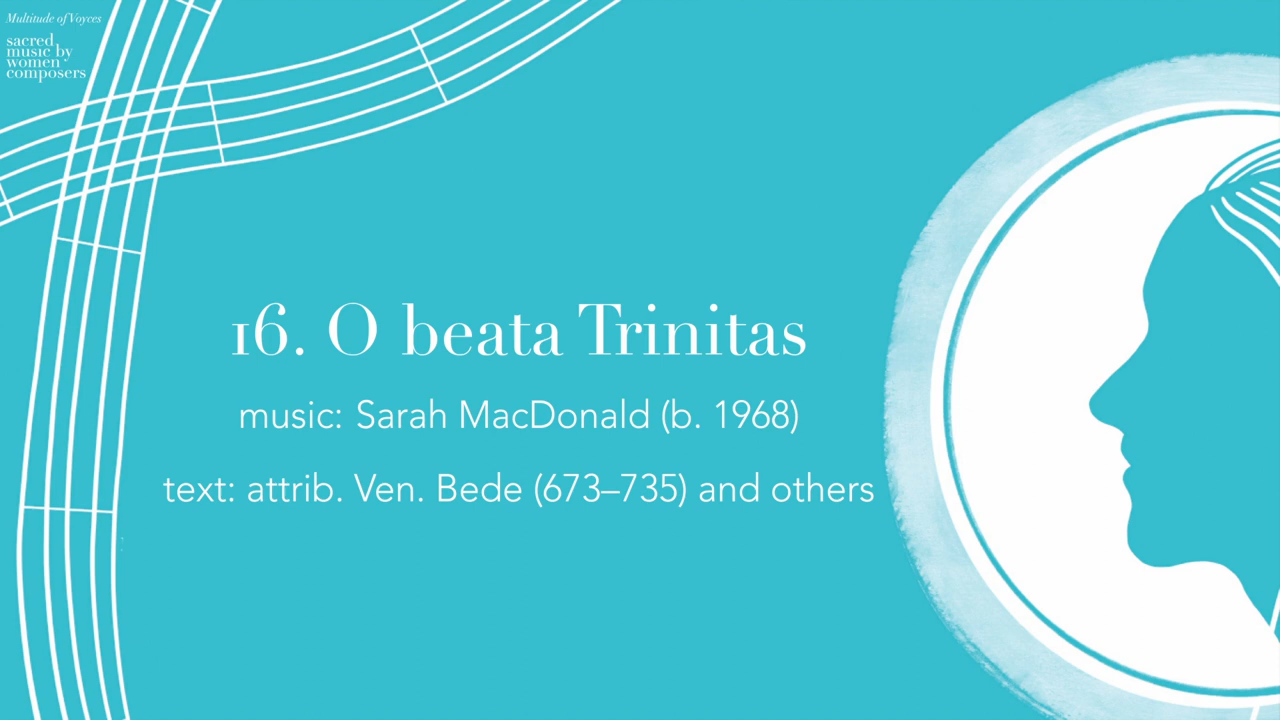 Multitude of Voyces
sacred
music by
women
composers
16. O beata Trinitas
music: Sarah MacDonald (b. 1968)
text: attrib. Ven. Bede (673–735) and others